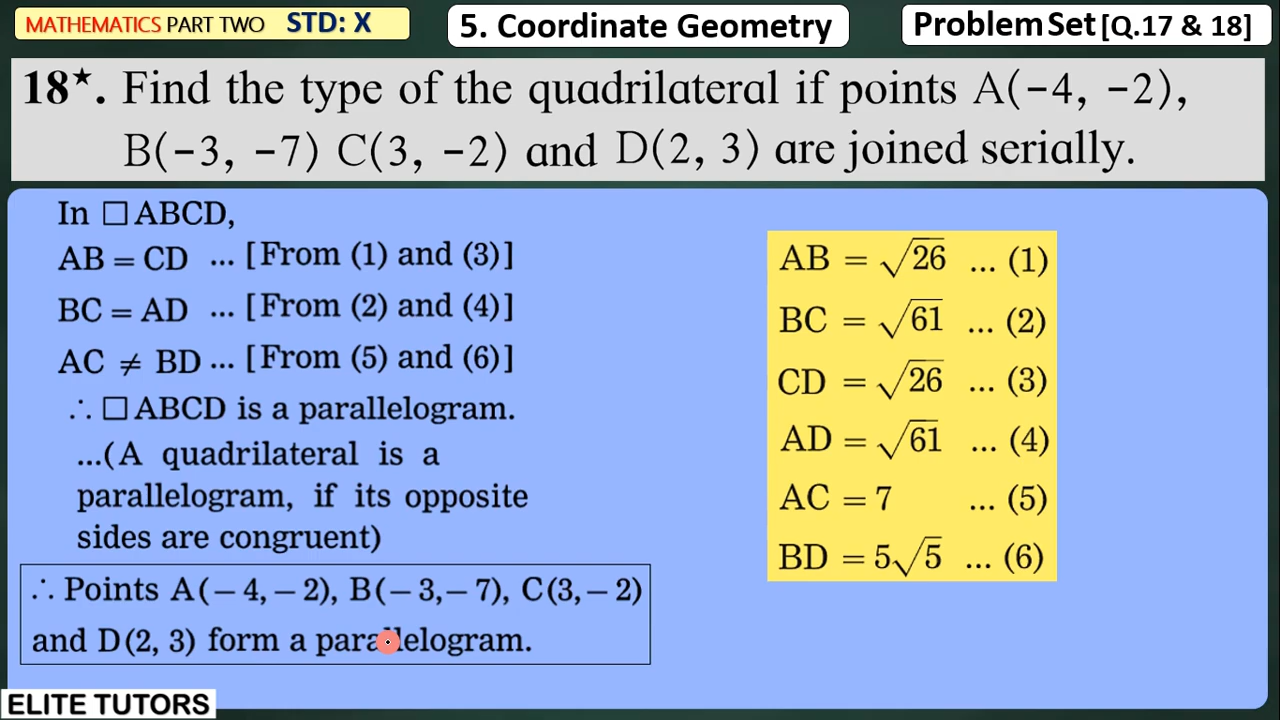 MATHEMATICS PART TWO STD: X
5. Coordinate Geometry
Problem Set [Q.17 & 18]
18★. Find the type of the quadrilateral if points A(−4, −2),
B(−3, −7) C(3, −2) and D(2, 3) are joined serially.
In □ABCD,
AB = CD ... [From (1) and (3)]
BC = AD ... [From (2) and (4)]
AC ≠ BD ... [From (5) and (6)]
∴ □ABCD is a parallelogram.
...(A quadrilateral is a
parallelogram, if its opposite
sides are congruent)
∴ Points A(−4,−2), B(−3,−7), C(3,−2)
and D(2, 3) form a parallelogram.
AB = √26 ... (1)
BC = √61 ... (2)
CD = √26 ... (3)
AD = √61 ... (4)
AC = 7 ... (5)
BD = 5√5 ... (6)
ELITE TUTORS